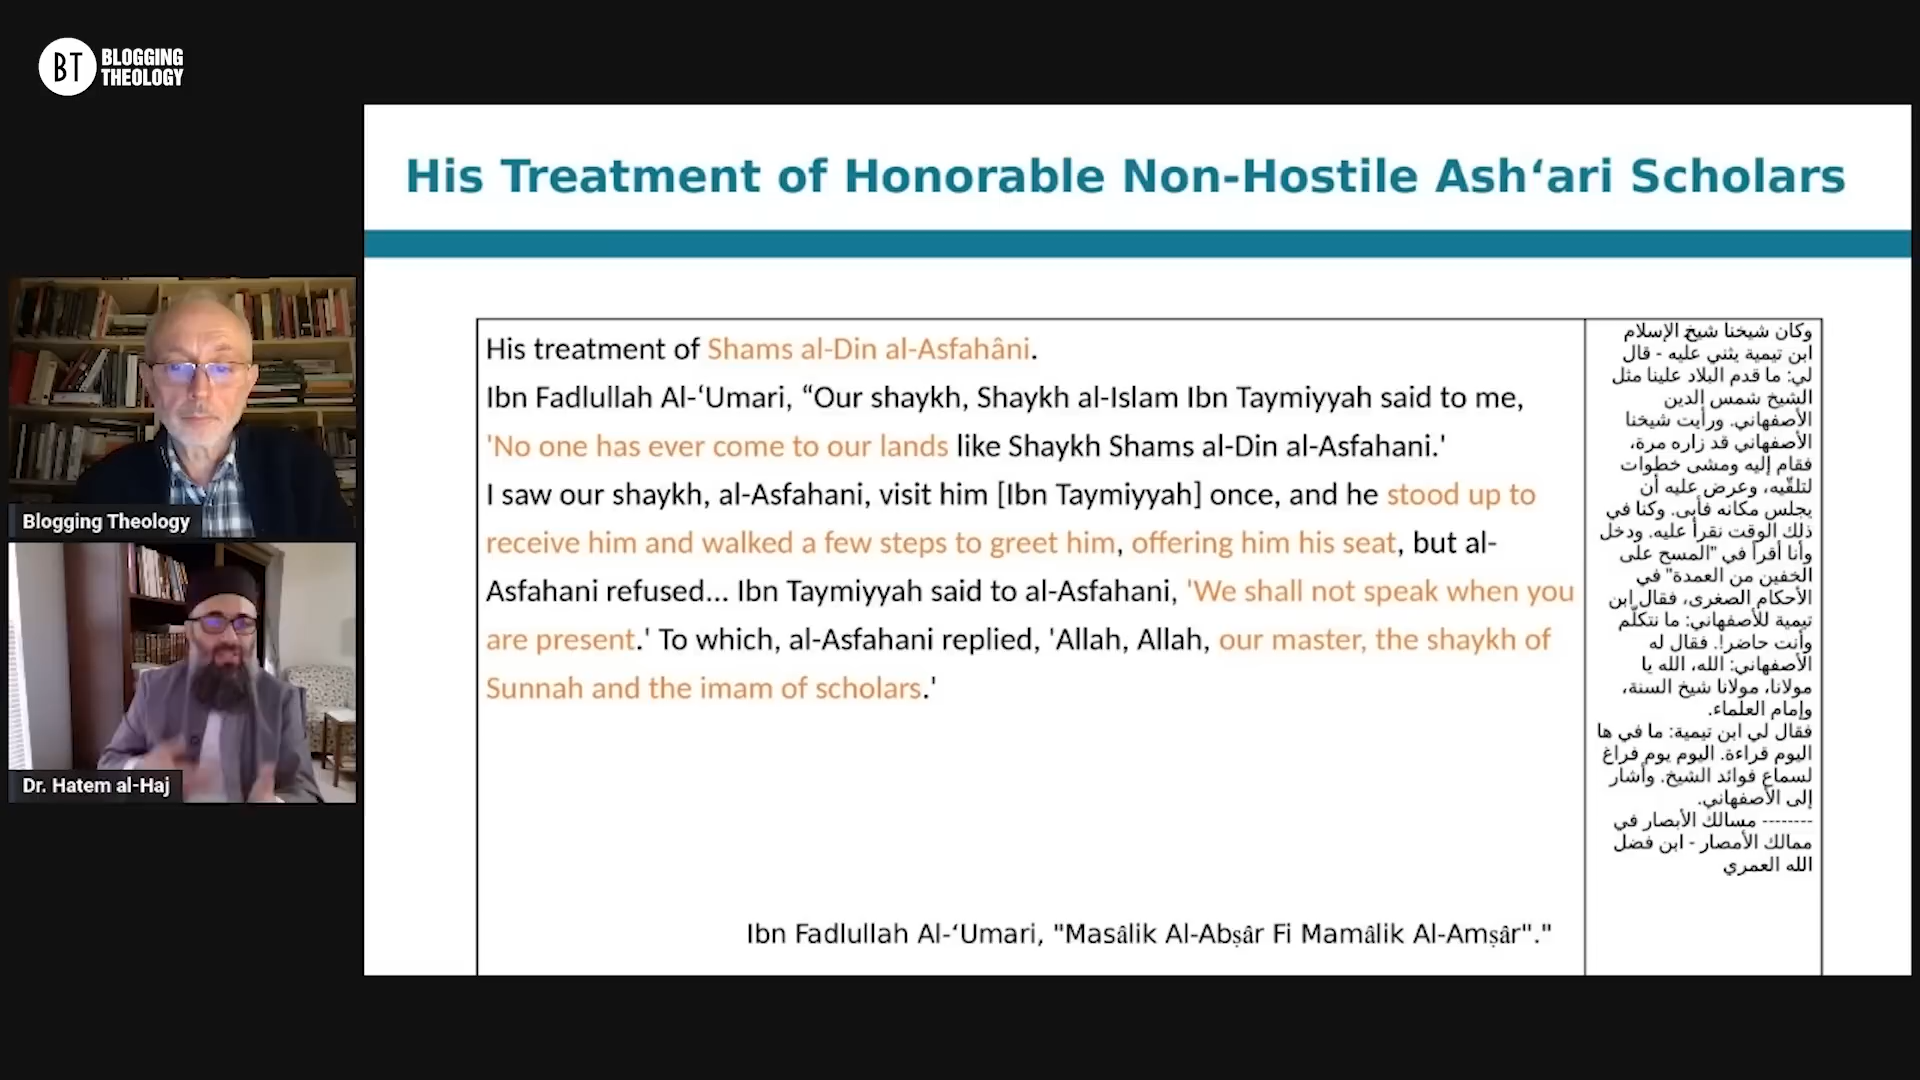 BT BLOGGING
THEOLOGY
His Treatment of Honorable Non-Hostile Ash‘ari Scholars
His treatment of Shams al-Din al-Asfahâni.
Ibn Fadlullah Al-‘Umari, “Our shaykh, Shaykh al-Islam Ibn Taymiyyah said to me,
'No one has ever come to our lands like Shaykh Shams al-Din al-Asfahani.'
I saw our shaykh, al-Asfahani, visit him [Ibn Taymiyyah] once, and he stood up to
receive him and walked a few steps to greet him, offering him his seat, but al-
Asfahani refused... Ibn Taymiyyah said to al-Asfahani, 'We shall not speak when you
are present.' To which, al-Asfahani replied, 'Allah, Allah, our master, the shaykh of
Sunnah and the imam of scholars.'
Ibn Fadlullah Al-‘Umari, "Masâlik Al-Abṣâr Fi Mamâlik Al-Amṣâr"."
وكان شيخنا شيخ الإسلام
ابن تيمية يثني عليه - قال
لي: ما قدم البلاد علينا مثل
الشيخ شمس الدين
الأصفهاني. ورأيت شيخنا
الأصفهاني قد زاره مرة،
فقام إليه ومشى خطوات
لتلقّيه، وعرض عليه أن
يجلس مكانه فأبى. وكنا في
ذلك الوقت نقرأ عليه. ودخل
وأنا أقرأ في "المسح على
الخفين من العمدة" في
الأحكام الصغرى، فقال ابن
تيمية للأصفهاني: ما نتكلّم
وأنت حاضر!. فقال له
الأصفهاني: الله، الله يا
مولانا، مولانا شيخ السنة،
وإمام العلماء.
فقال لي ابن تيمية: ما في ها
اليوم قراءة. اليوم يوم فراغ
لسماع فوائد الشيخ. وأشار
إلى الأصفهاني.
-------- مسالك الأبصار في
ممالك الأمصار - ابن فضل
الله العمري
Blogging Theology
Dr. Hatem al-Haj